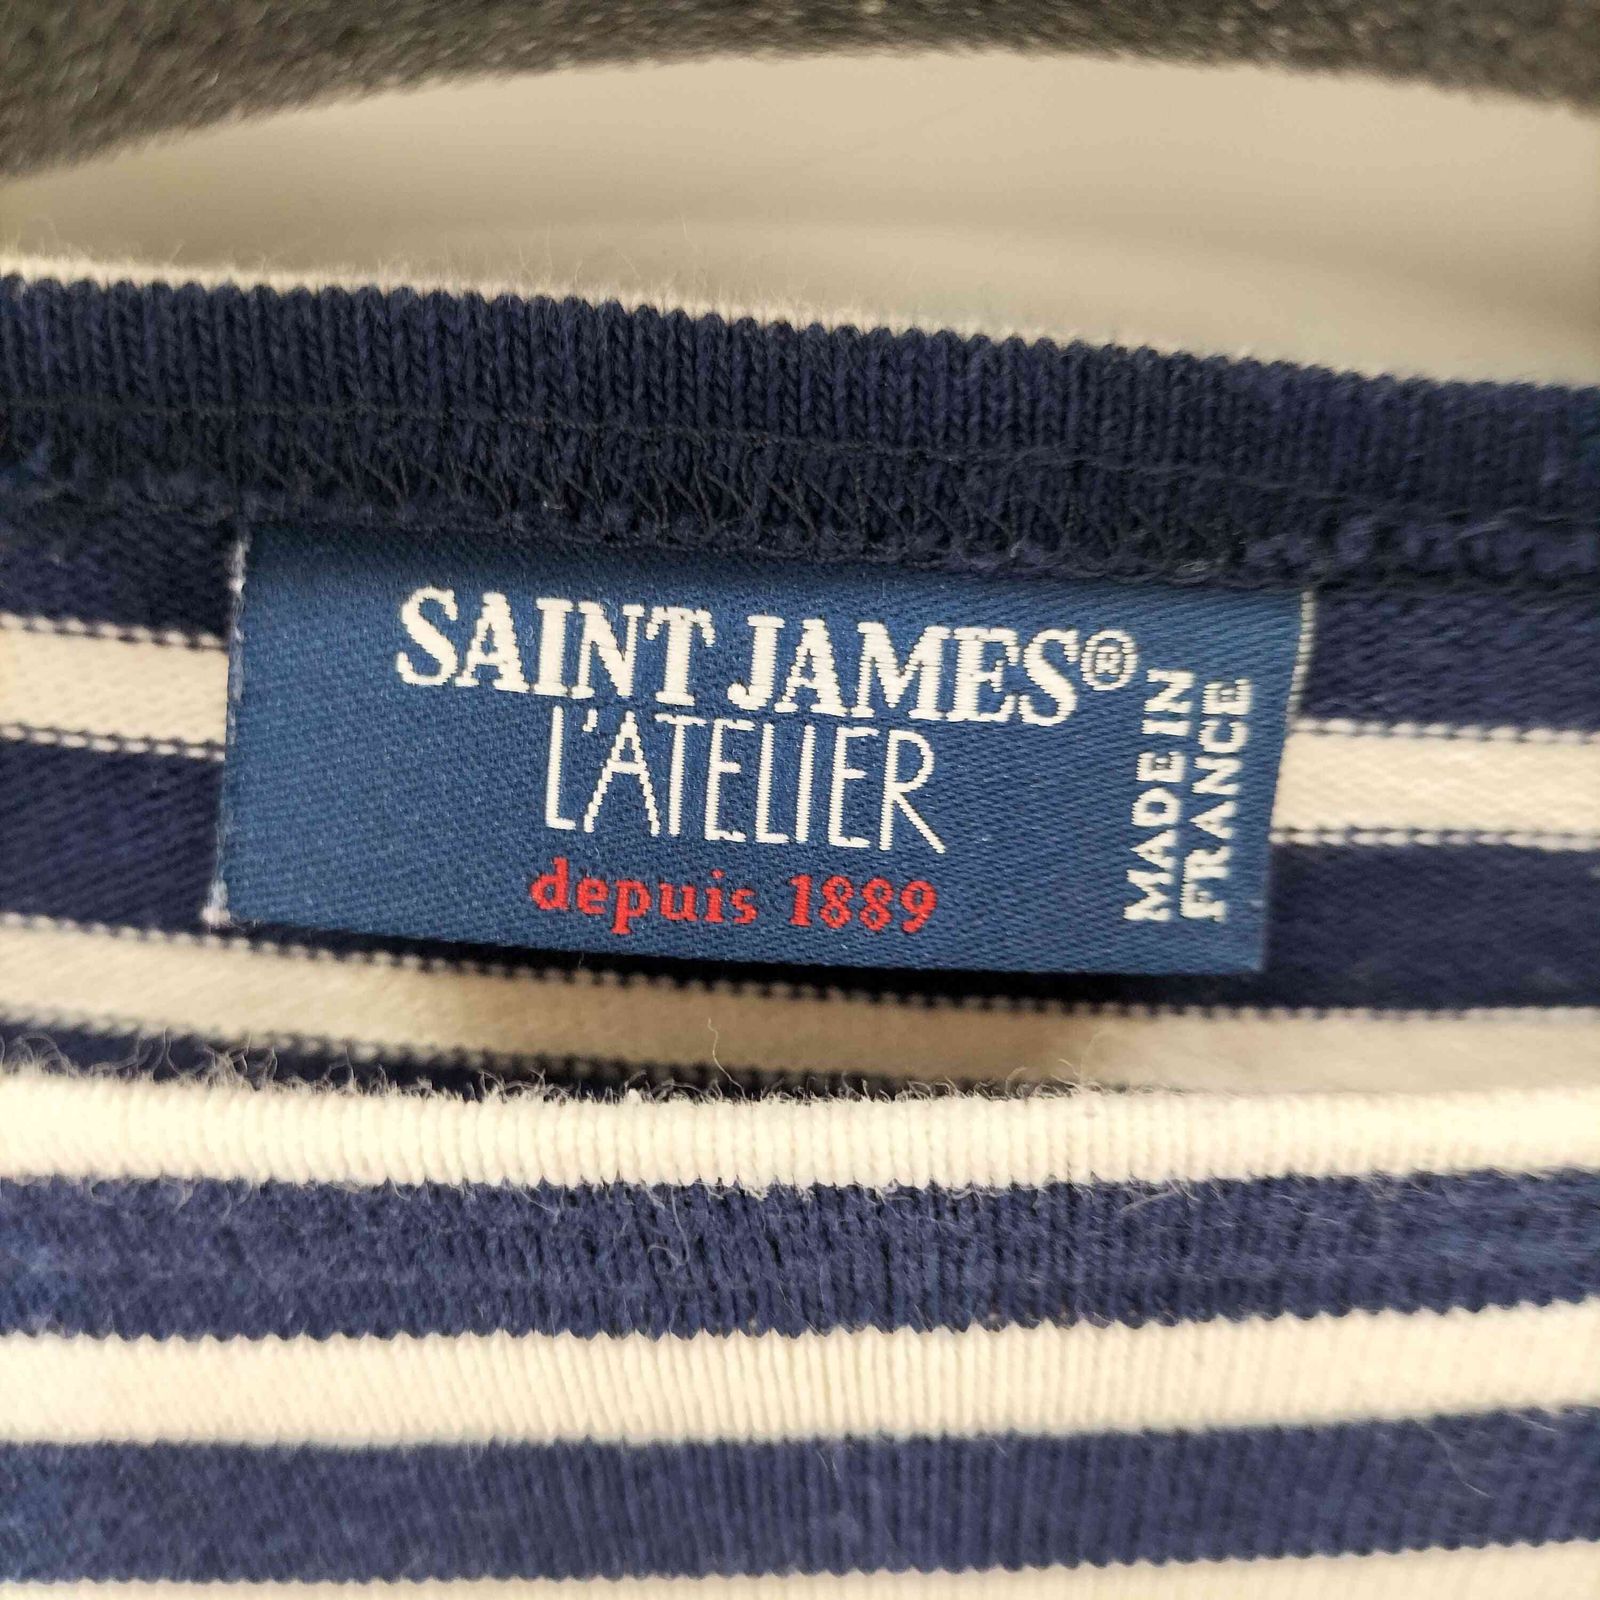 SAINT JAMES®
L'ATELIER
depuis 1889
MADE IN
FRANCE